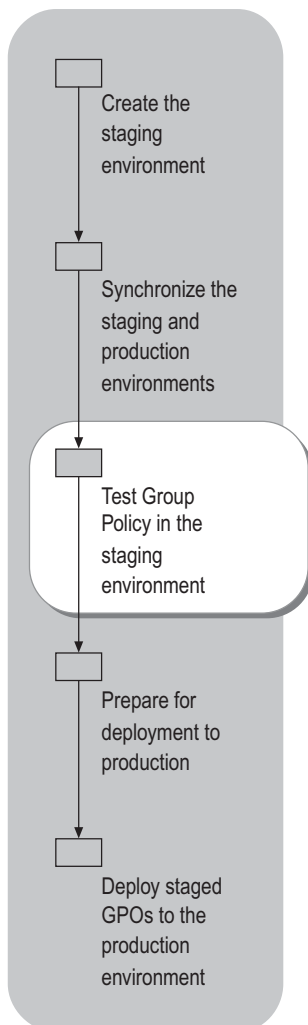 Create the
staging
environment
Synchronize the
staging and
production
environments
Test Group
Policy in the
staging
environment
Prepare for
deployment to
production
Deploy staged
GPOs to the
production
environment